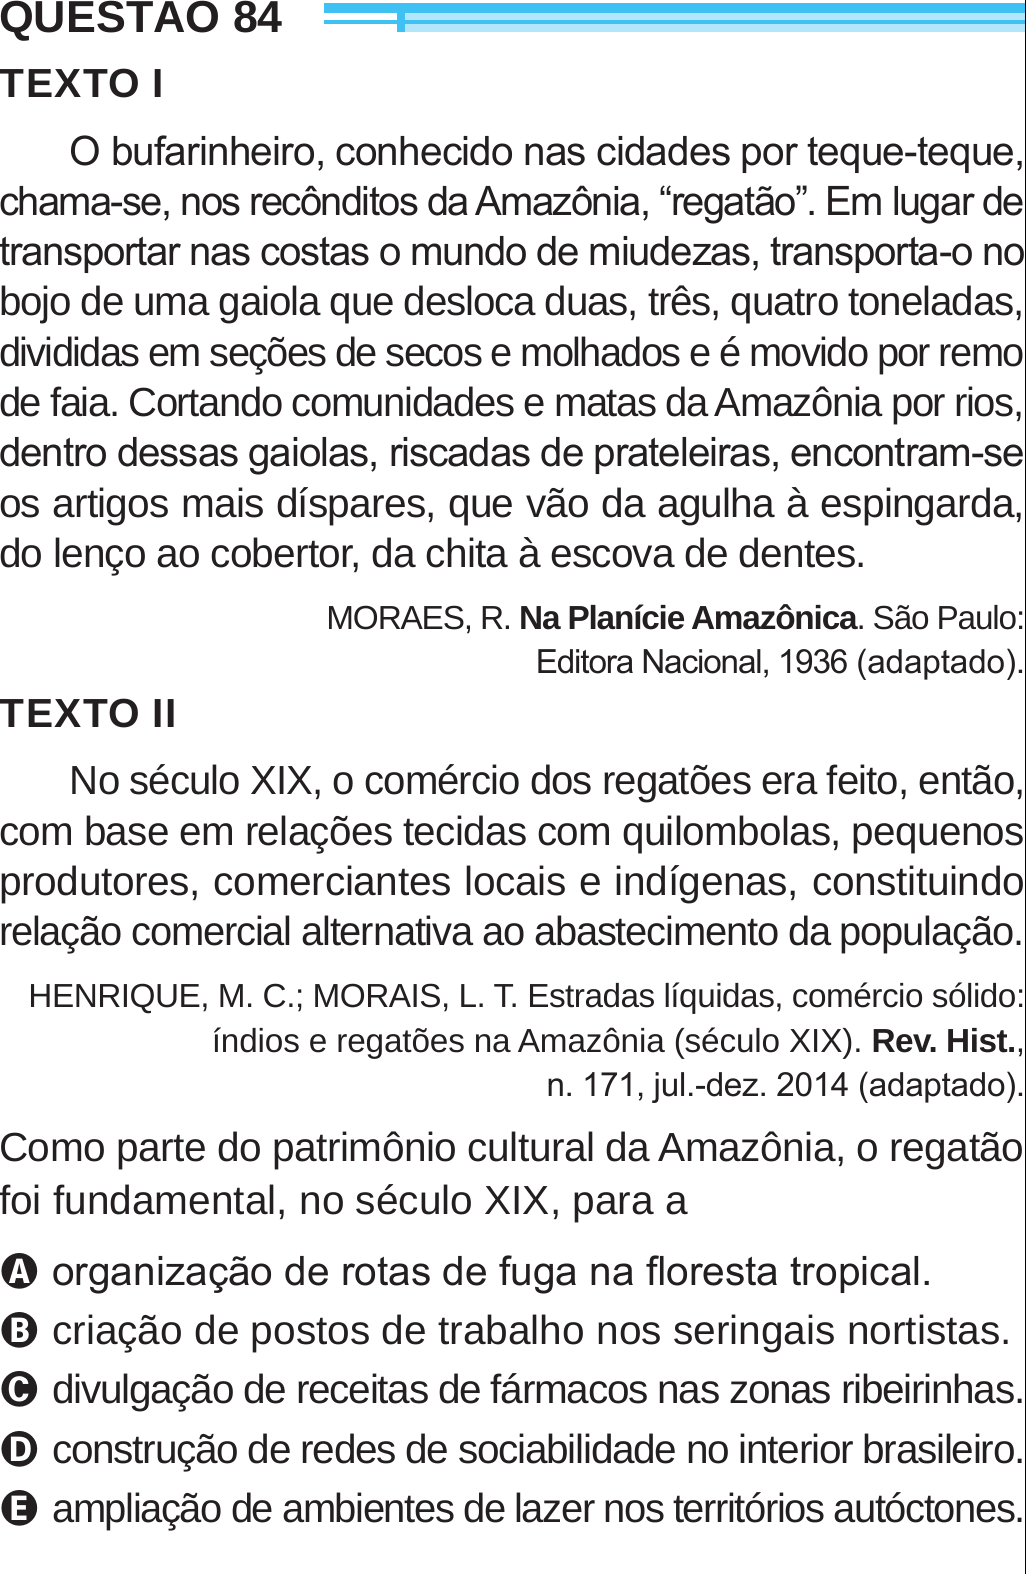 QUESTÃO 84
TEXTO I
O bufarinheiro, conhecido nas cidades por teque-teque,
chama-se, nos recônditos da Amazônia, “regatão”. Em lugar de
transportar nas costas o mundo de miudezas, transporta-o no
bojo de uma gaiola que desloca duas, três, quatro toneladas,
divididas em seções de secos e molhados e é movido por remo
de faia. Cortando comunidades e matas da Amazônia por rios,
dentro dessas gaiolas, riscadas de prateleiras, encontram-se
os artigos mais díspares, que vão da agulha à espingarda,
do lenço ao cobertor, da chita à escova de dentes.
MORAES, R. Na Planície Amazônica. São Paulo:
Editora Nacional, 1936 (adaptado).
TEXTO II
No século XIX, o comércio dos regatões era feito, então,
com base em relações tecidas com quilombolas, pequenos
produtores, comerciantes locais e indígenas, constituindo
relação comercial alternativa ao abastecimento da população.
HENRIQUE, M. C.; MORAIS, L. T. Estradas líquidas, comércio sólido:
índios e regatões na Amazônia (século XIX). Rev. Hist.,
n. 171, jul.-dez. 2014 (adaptado).
Como parte do patrimônio cultural da Amazônia, o regatão
foi fundamental, no século XIX, para a
A organização de rotas de fuga na floresta tropical.
B criação de postos de trabalho nos seringais nortistas.
C divulgação de receitas de fármacos nas zonas ribeirinhas.
D construção de redes de sociabilidade no interior brasileiro.
E ampliação de ambientes de lazer nos territórios autóctones.